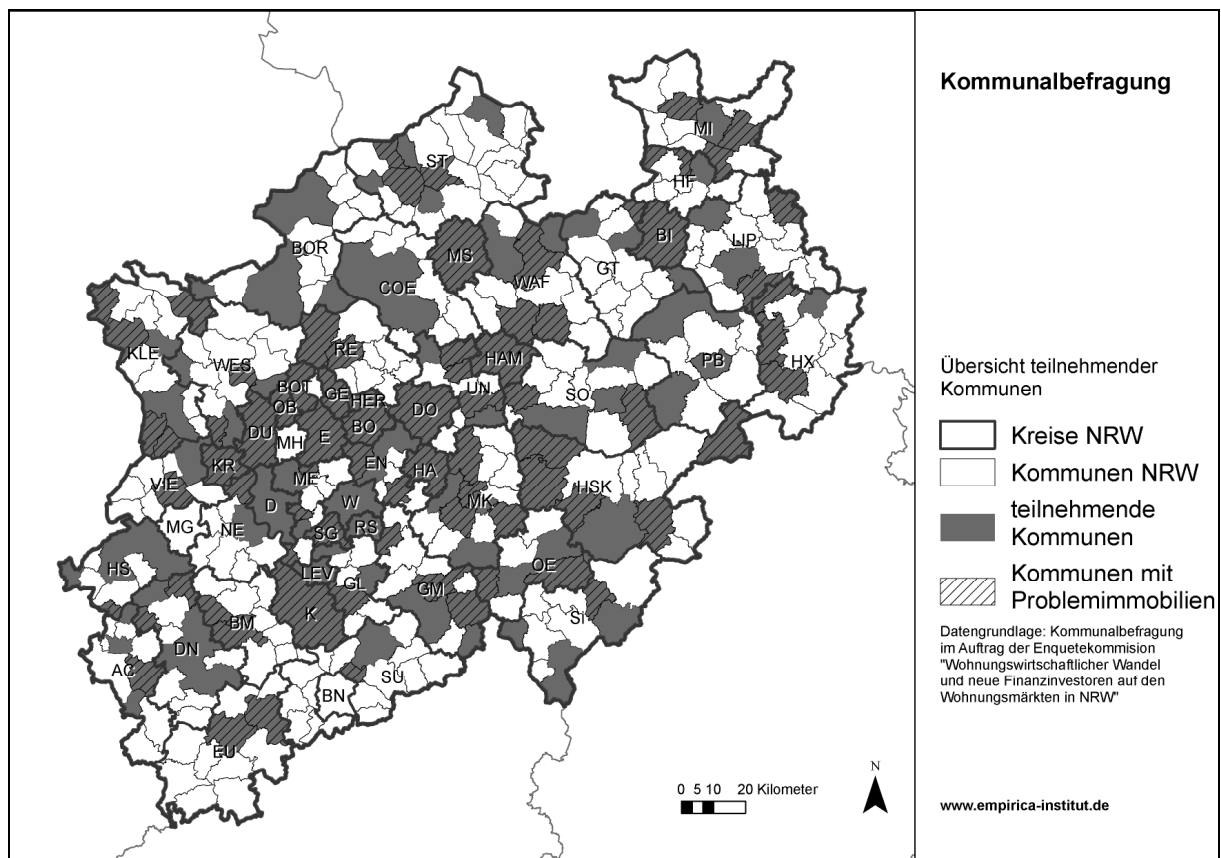 Kommunalbefragung
Übersicht teilnehmender
Kommunen
Kreise NRW
Kommunen NRW
teilnehmende
Kommunen
Kommunen mit
Problemimmobilien
Datengrundlage: Kommunalbefragung
im Auftrag der Enquetekommision
"Wohnungswirtschaftlicher Wandel
und neue Finanzinvestoren auf den
Wohnungsmärkten in NRW"
www.empirica-institut.de
MI
ST
HF
BI
LIP
BOR
MS
WAF
GT
COE
KLE
WES
RE
HAM
PB
HX
BOT
GE
HER
UN
SO
OB
DO
DU
MH
E
BO
EN
HA
KR
VIE
ME
HSK
MK
D
W
MG
NE
SG
RS
HS
LEV
GL
GM
OE
K
SI
BM
DN
AC
SU
BN
EU
0 5 10 20 Kilometer
N